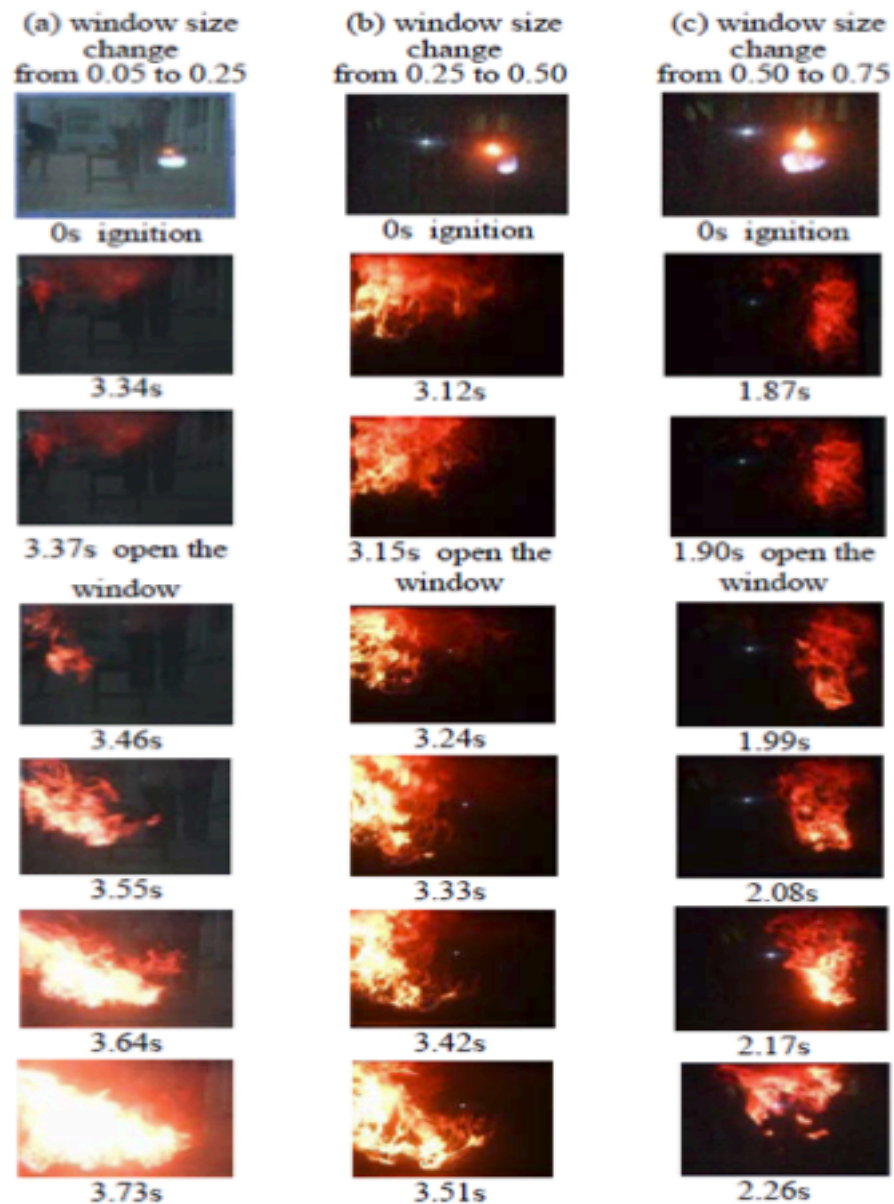 (a) window size
change
from 0.05 to 0.25
(b) window size
change
from 0.25 to 0.50
(c) window size
change
from 0.50 to 0.75
0s ignition
0s ignition
0s ignition
3.34s
3.12s
1.87s
3.37s open the
window
3.15s open the
window
1.90s open the
window
3.46s
3.24s
1.99s
3.55s
3.33s
2.08s
3.64s
3.42s
2.17s
3.73s
3.51s
2.26s